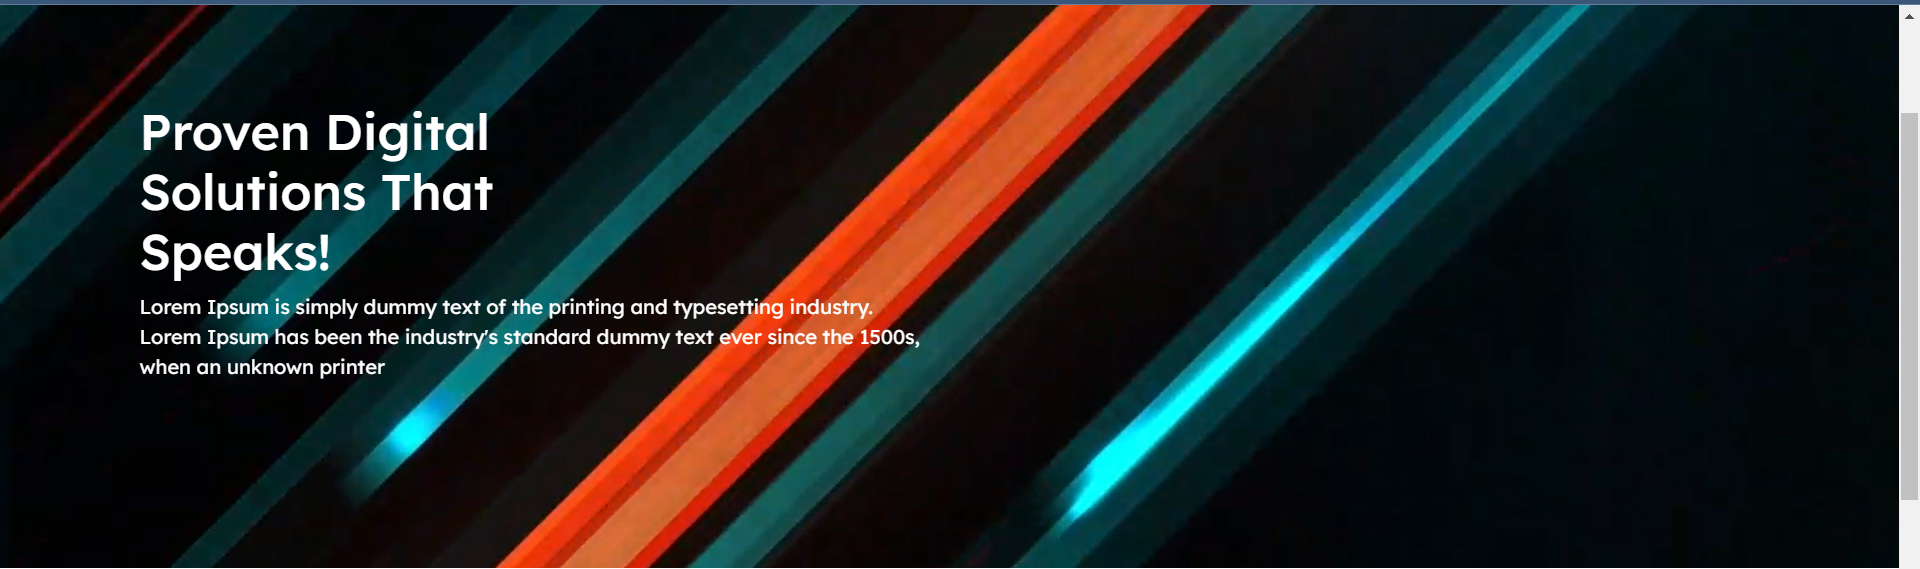 Proven Digital
Solutions That
Speaks!
Lorem Ipsum is simply dummy text of the printing and typesetting industry.
Lorem Ipsum has been the industry's standard dummy text ever since the 1500s,
when an unknown printer